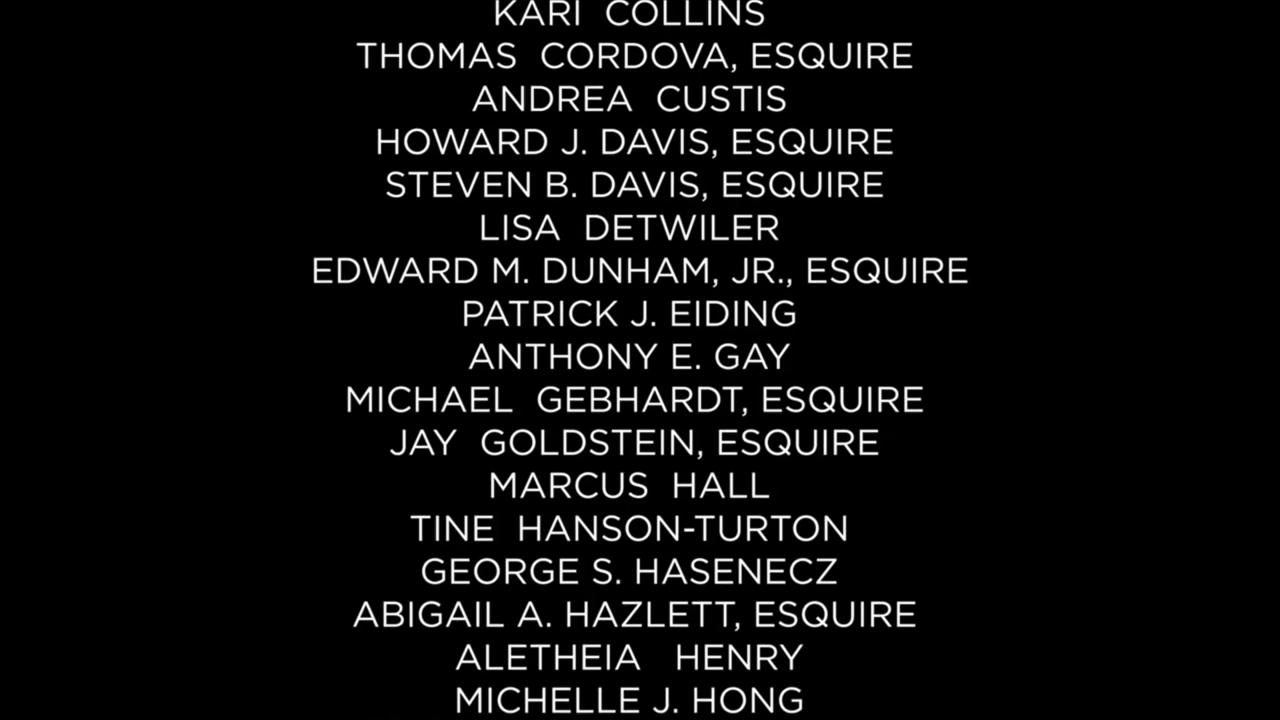 KARI COLLINS
THOMAS CORDOVA, ESQUIRE
ANDREA CUSTIS
HOWARD J. DAVIS, ESQUIRE
STEVEN B. DAVIS, ESQUIRE
LISA DETWILER
EDWARD M. DUNHAM, JR., ESQUIRE
PATRICK J. EIDING
ANTHONY E. GAY
MICHAEL GEBHARDT, ESQUIRE
JAY GOLDSTEIN, ESQUIRE
MARCUS HALL
TINE HANSON-TURTON
GEORGE S. HASENECZ
ABIGAIL A. HAZLETT, ESQUIRE
ALETHEIA HENRY
MICHELLE J. HONG